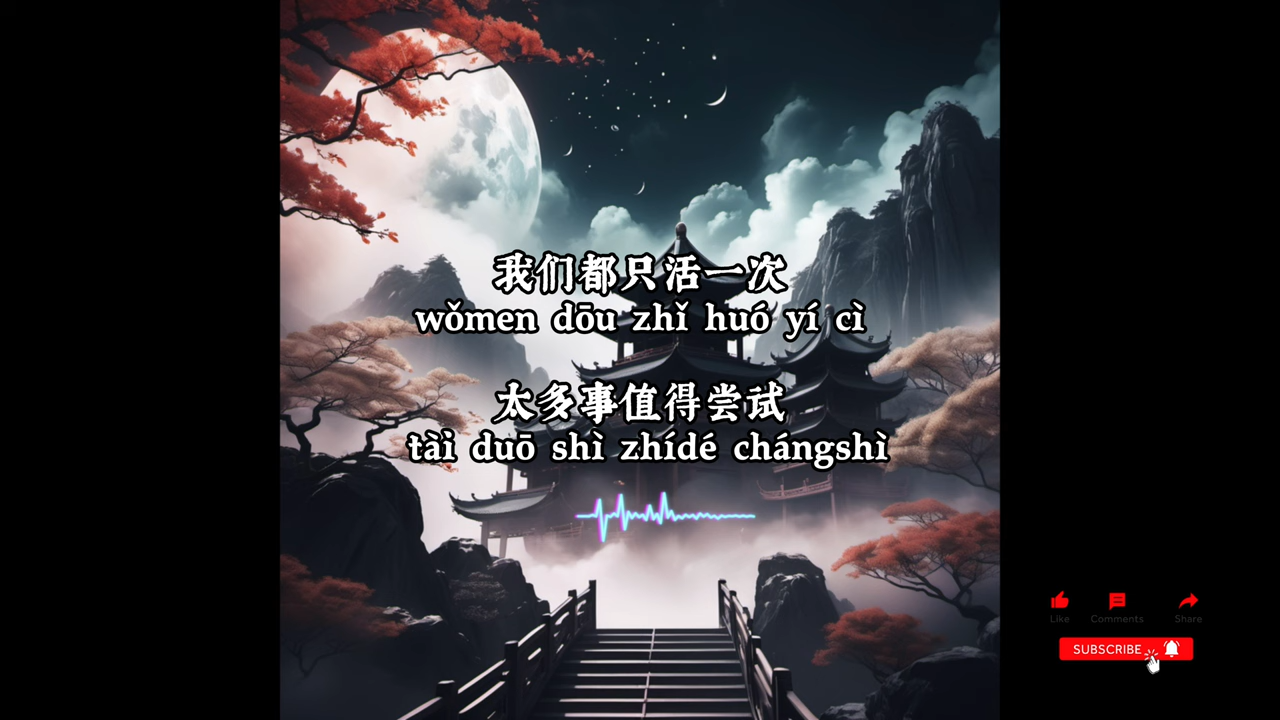 我们都只活一次
wǒmen dōu zhǐ huó yí cì
太多事值得尝试
tài duō shì zhídé chángshì
Like Comments Share
SUBSCRIBE